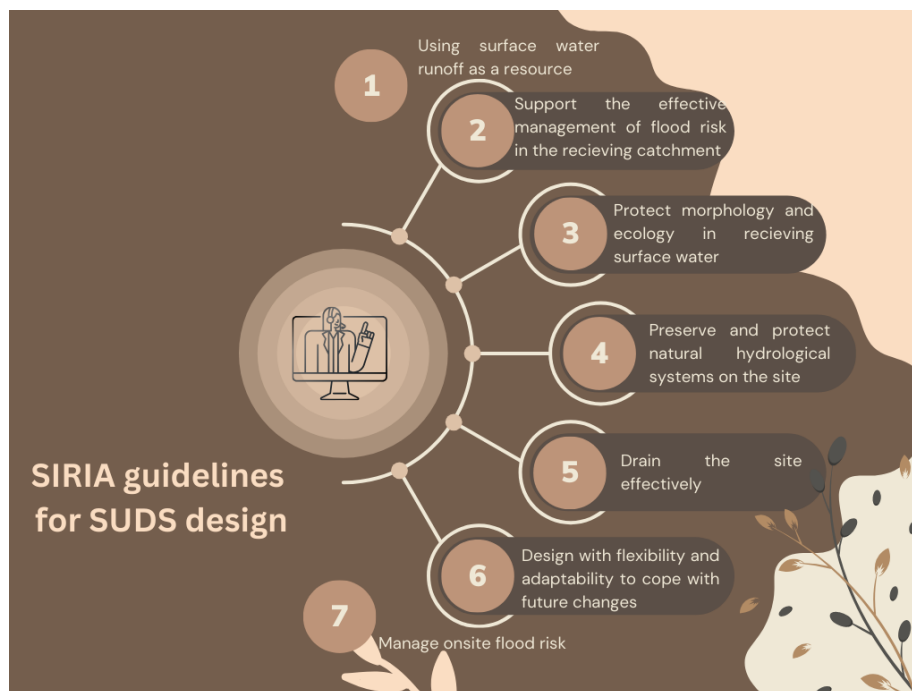 1
Using surface water
runoff as a resource
2
Support the effective
management of flood risk
in the recieving catchment
3
Protect morphology and
ecology in recieving
surface water
4
Preserve and protect
natural hydrological
systems on the site
5
Drain the site
effectively
6
Design with flexibility and
adaptability to cope with
future changes
7
Manage onsite flood risk
SIRIA guidelines
for SUDS design